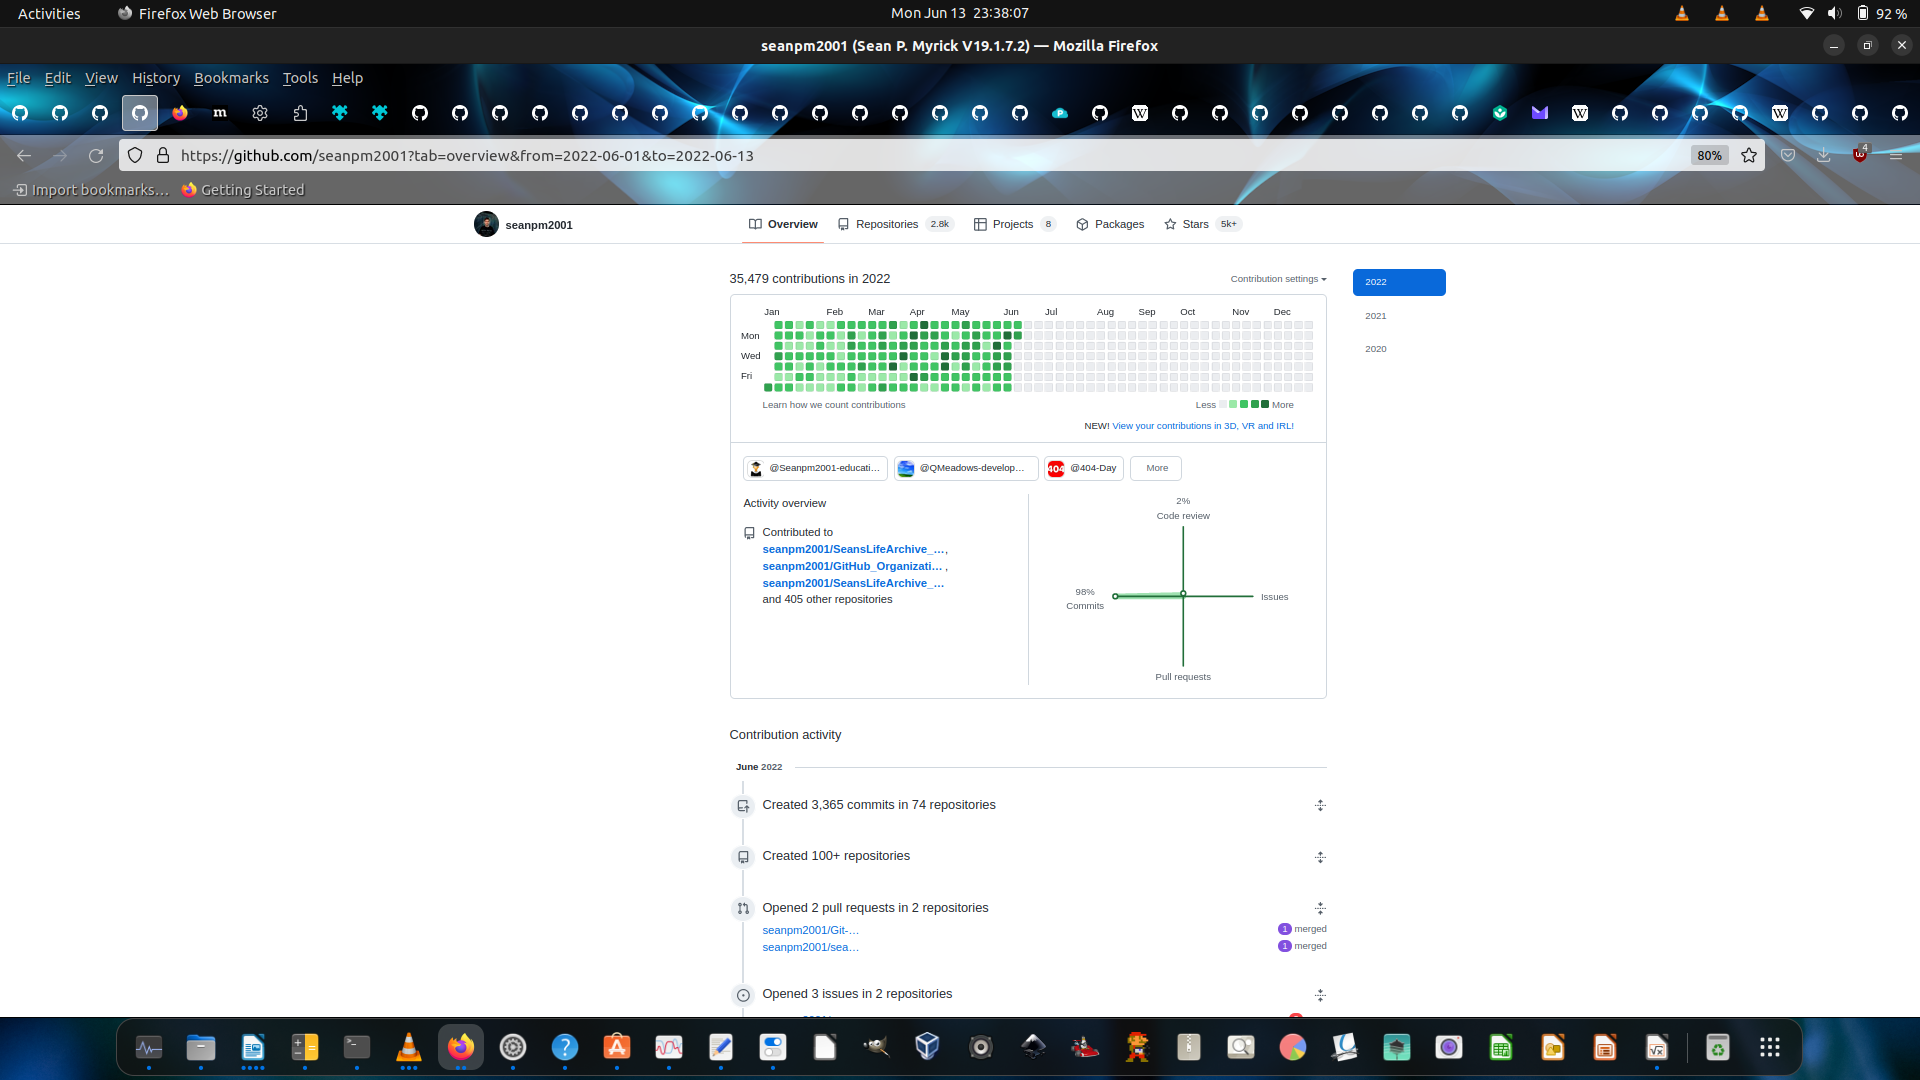 Activities
Firefox Web Browser
Mon Jun 13 23:38:07
92 %
seanpm2001 (Sean P. Myrick V19.1.7.2) — Mozilla Firefox
File Edit View History Bookmarks Tools Help
https://github.com/seanpm2001?tab=overview&from=2022-06-01&to=2022-06-13
80%
4
Import bookmarks…
Getting Started
seanpm2001
Overview
Repositories 2.8k
Projects 8
Packages
Stars 5k+
35,479 contributions in 2022
Contribution settings
2022
2021
2020
Jan Feb Mar Apr May Jun Jul Aug Sep Oct Nov Dec
Mon
Wed
Fri
Learn how we count contributions
Less More
NEW! View your contributions in 3D, VR and IRL!
@Seanpm2001-educati…
@QMeadows-develop…
404 @404-Day
More
Activity overview
Contributed to
seanpm2001/SeansLifeArchive_…,
seanpm2001/GitHub_Organizati… ,
seanpm2001/SeansLifeArchive_…
and 405 other repositories
2%
Code review
98%
Commits
Issues
Pull requests
Contribution activity
June 2022
Created 3,365 commits in 74 repositories
Created 100+ repositories
Opened 2 pull requests in 2 repositories
seanpm2001/Git-…
1 merged
seanpm2001/sea…
1 merged
Opened 3 issues in 2 repositories